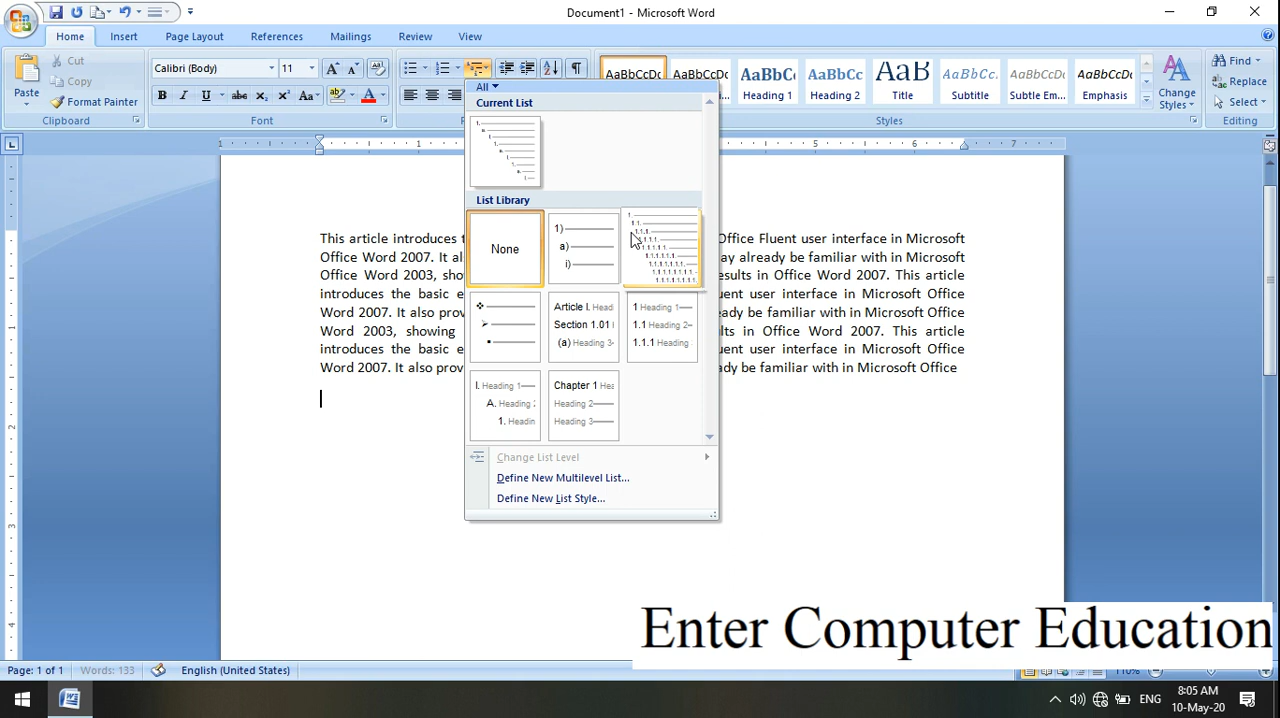 Document1 - Microsoft Word
Home Insert Page Layout References Mailings Review View
Paste
Cut
Copy
Format Painter
Clipboard
Calibri (Body) 11
Font
AaBbCcDc
AaBbCc
Heading 1
AaBbCc
Heading 2
AaB
Title
AaBbCc.
Subtitle
AaBbCcDc
Subtle Em...
AaBbCcDc
Emphasis
Change Styles
Styles
Find
Replace
Select
Editing
All
Current List
List Library
None
1)
a)
i)
1.
1.1.
1.1.1.
Article I. Head
Section 1.01
(a) Heading 3
1 Heading 1
1.1 Heading 2
1.1.1 Heading
I. Heading 1
A. Heading 2
1. Headin
Chapter 1 Hea
Heading 2
Heading 3
Change List Level
Define New Multilevel List...
Define New List Style...
This article introduces Office Fluent user interface in Microsoft
Office Word 2007. It al ay already be familiar with in Microsoft
Office Word 2003, sho esults in Office Word 2007. This article
introduces the basic e uent user interface in Microsoft Office
Word 2007. It also prov eady be familiar with in Microsoft Office
Word 2003, showing ts in Office Word 2007. This article
introduces the basic e uent user interface in Microsoft Office
Word 2007. It also prov dy be familiar with in Microsoft Office
Enter Computer Education
Page: 1 of 1 Words: 133 English (United States) 110%
ENG
8:05 AM
10-May-20